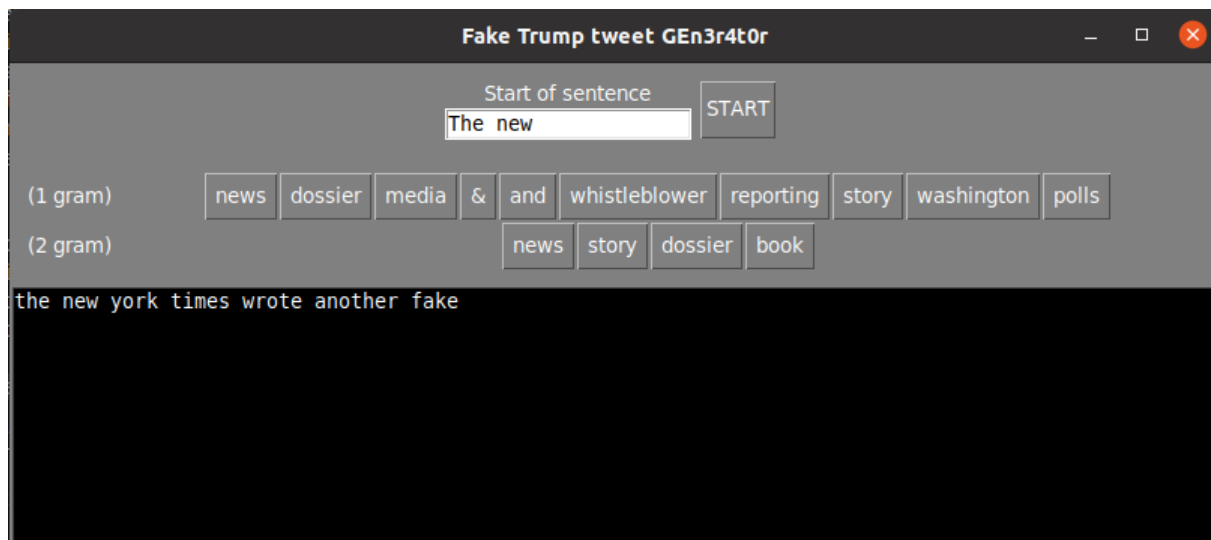 Fake Trump tweet GEn3r4t0r
Start of sentence
The new
START
(1 gram) news dossier media & and whistleblower reporting story washington polls
(2 gram) news story dossier book
the new york times wrote another fake